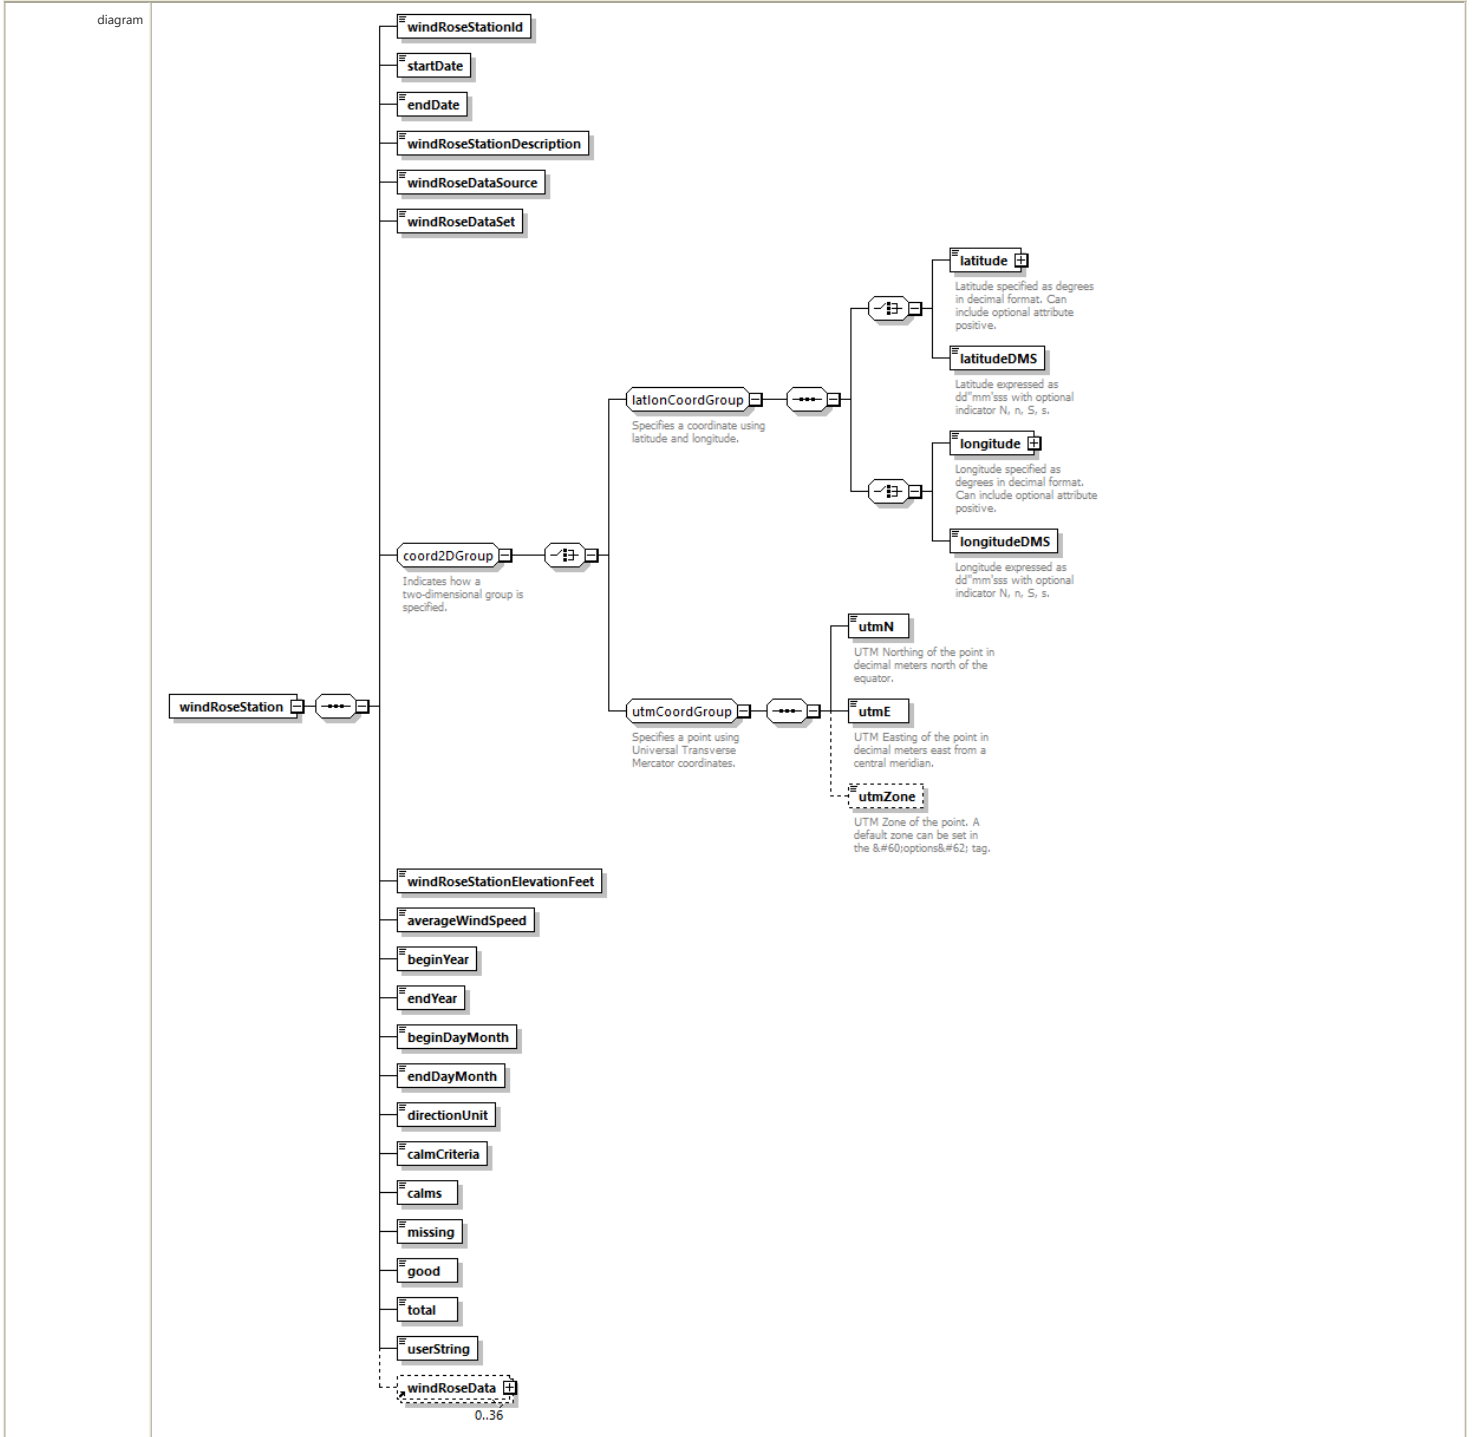 diagram
windRoseStationId
startDate
endDate
windRoseStationDescription
windRoseDataSource
windRoseDataSet
latitude
Latitude specified as degrees
in decimal format. Can
include optional attribute
positive.
latitudeDMS
Latitude expressed as
dd"mm'sss with optional
indicator N, n, S, s.
latlonCoordGroup
Specifies a coordinate using
latitude and longitude.
longitude
Longitude specified as
degrees in decimal format.
Can include optional attribute
positive.
longitudeDMS
Longitude expressed as
dd"mm'sss with optional
indicator N, n, S, s.
coord2DGroup
Indicates how a
two-dimensional group is
specified.
utmN
UTM Northing of the point in
decimal meters north of the
equator.
windRoseStation
utmCoordGroup
Specifies a point using
Universal Transverse
Mercator coordinates.
utmE
UTM Easting of the point in
decimal meters east from a
central meridian.
utmZone
UTM Zone of the point. A
default zone can be set in
the &#60;options&#62; tag.
windRoseStationElevationFeet
averageWindSpeed
beginYear
endYear
beginDayMonth
endDayMonth
directionUnit
calmCriteria
calms
missing
good
total
userString
windRoseData
0..36